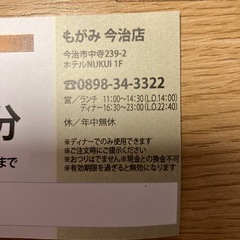 もがみ 今治店
今治市中寺239-2
ホテルNUKUI 1F
☎0898-34-3322
営／ランチ 11:00～14:30(L.O.14:00)
ディナー16:30～23:00(L.O.22:40)
休／年中無休
※ディナーでのみ使用できます
※ご注文時にご提示ください
※おつりはでません※現金との換金不可
※有効期限を過ぎると無効になります
分
まで